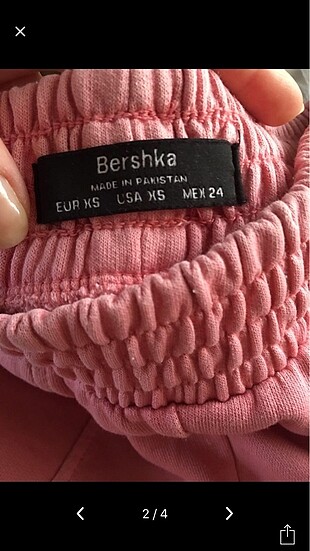 Bershka
MADE IN PAKISTAN
EUR XS USA XS MEX 24
2/4